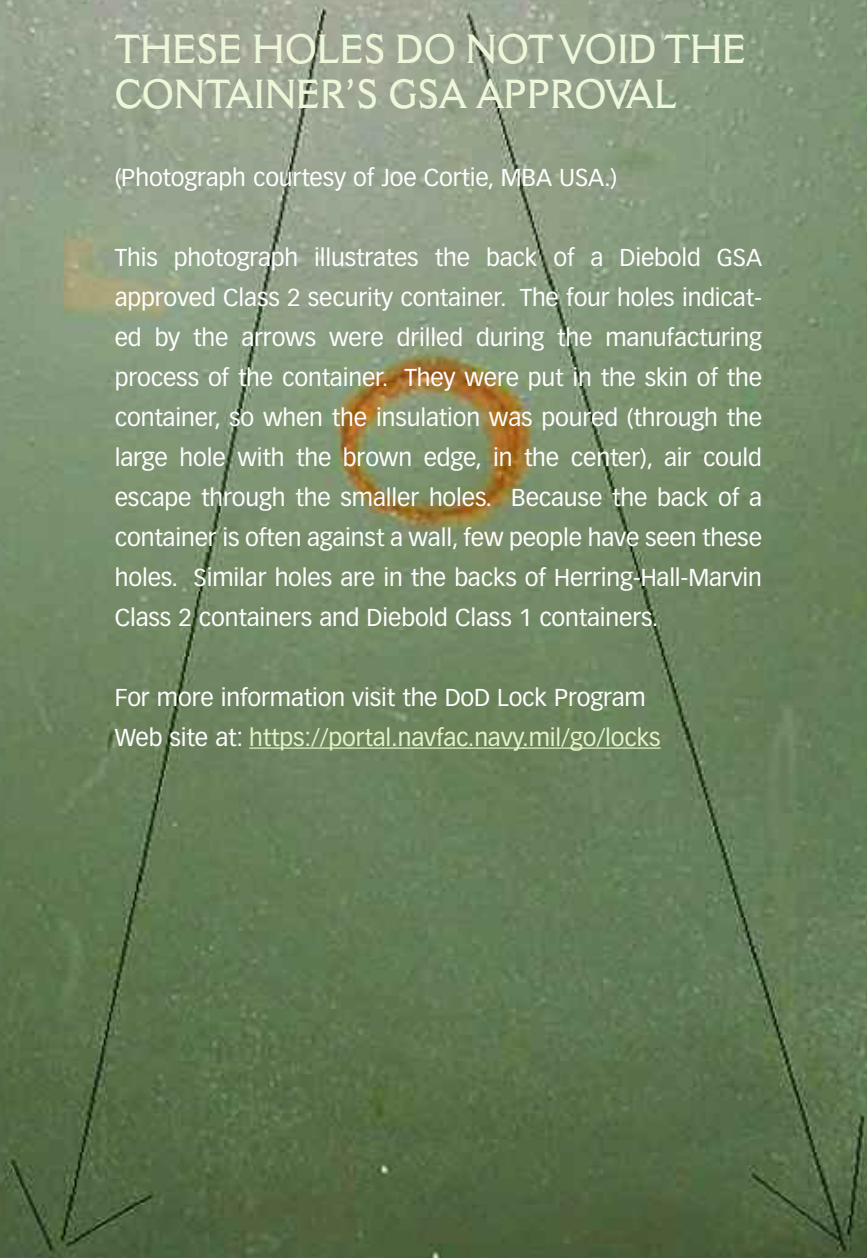 THESE HOLES DO NOT VOID THE
CONTAINER'S GSA APPROVAL
(Photograph courtesy of Joe Cortie, MBA USA.)
This photograph illustrates the back of a Diebold GSA
approved Class 2 security container. The four holes indicat-
ed by the arrows were drilled during the manufacturing
process of the container. They were put in the skin of the
container, so when the insulation was poured (through the
large hole with the brown edge, in the center), air could
escape through the smaller holes. Because the back of a
container is often against a wall, few people have seen these
holes. Similar holes are in the backs of Herring-Hall-Marvin
Class 2 containers and Diebold Class 1 containers.
For more information visit the DoD Lock Program
Web site at: https://portal.navfac.navy.mil/go/locks